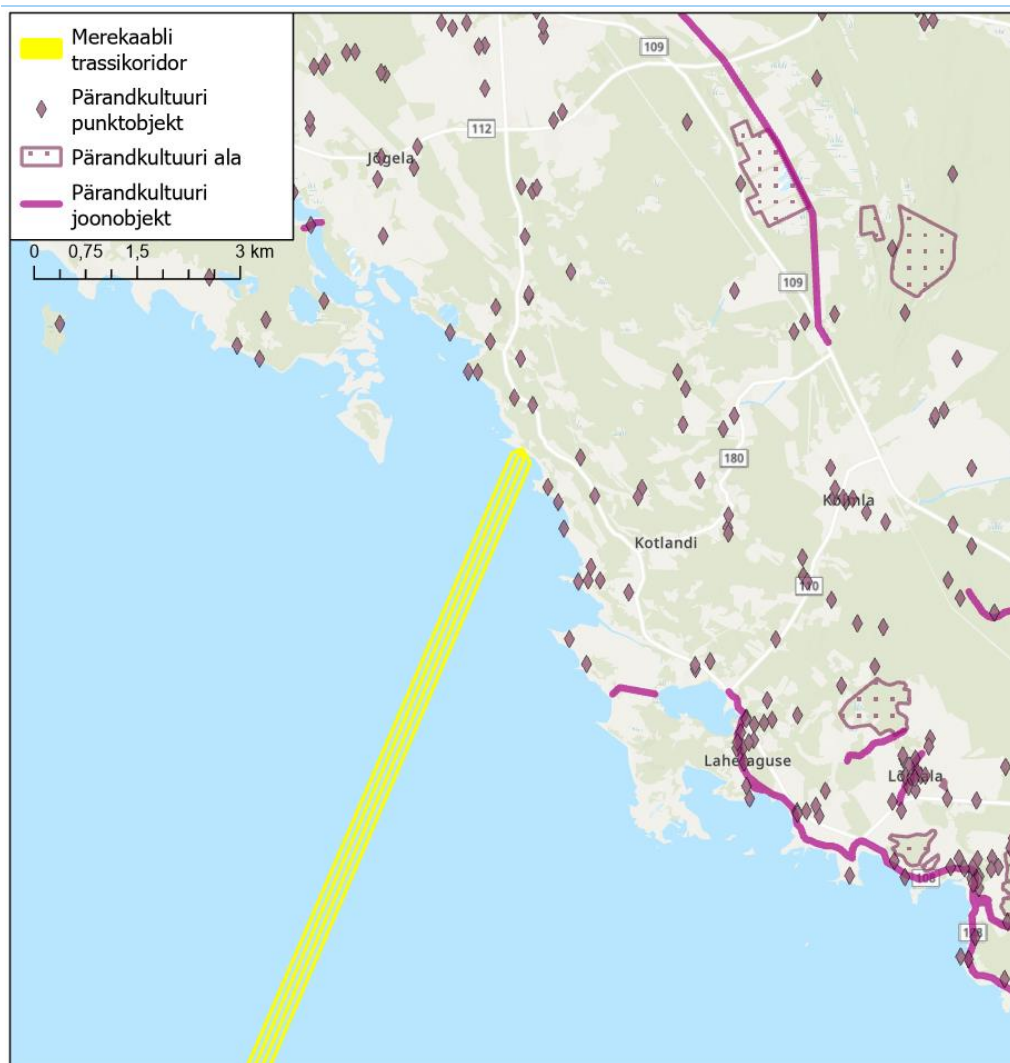 Merekaabli
trassikoridor
Pärandkultuuri
punktobjekt
Pärandkultuuri ala
Pärandkultuuri
joonobjekt
0 0,75 1,5 3 km
109
112
Jõgela
109
180
Kotlandi
170
Lahetaguse
108